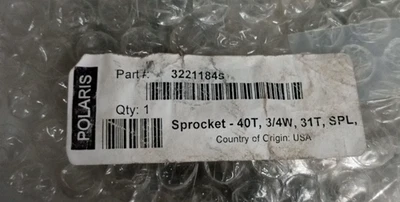 POLARIS
Part#: 3221184s
Qty: 1
Sprocket - 40T, 3/4W, 31T, SPL,
Country of Origin: USA